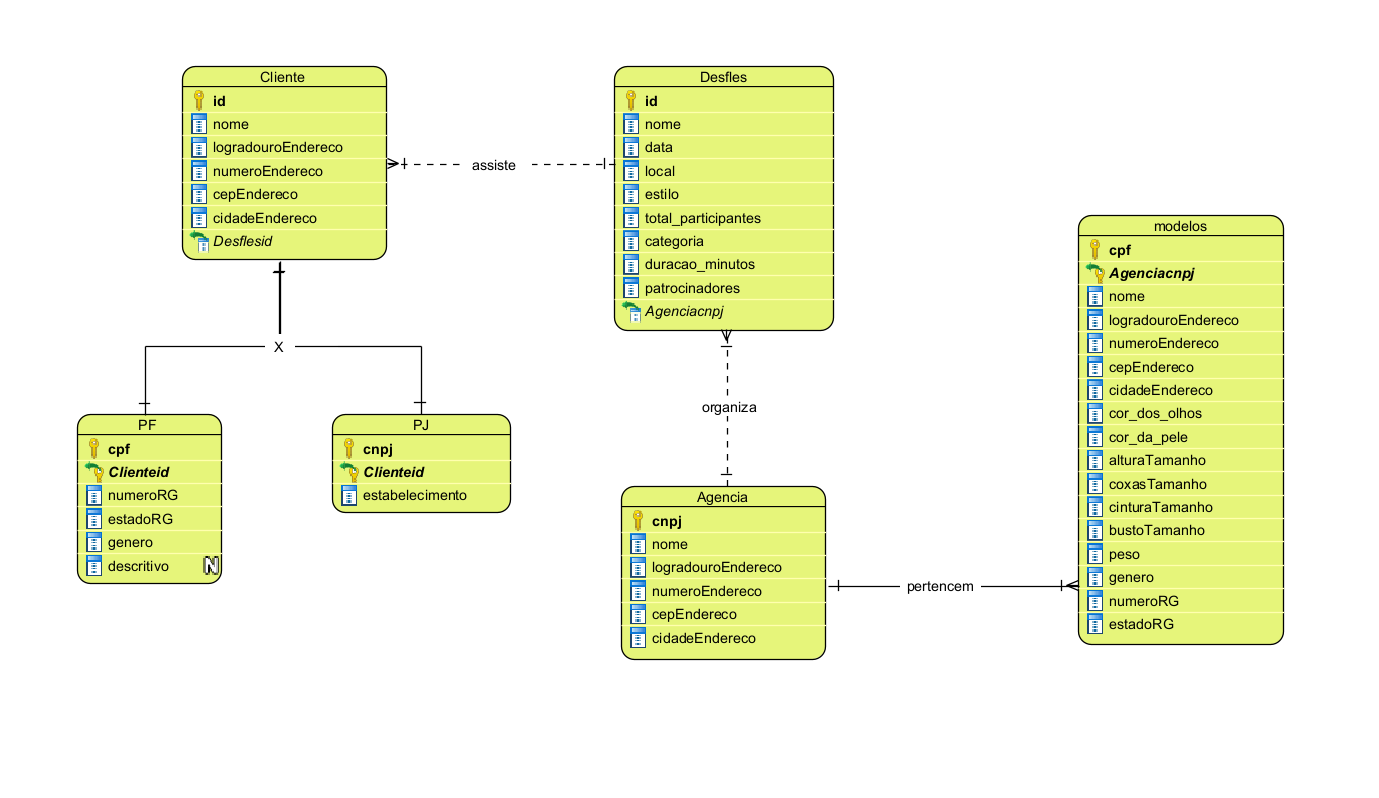 Cliente
id
nome
logradouroEndereco
numeroEndereco
cepEndereco
cidadeEndereco
Desflesid
assiste
Desfles
id
nome
data
local
estilo
total_participantes
categoria
duracao_minutos
patrocinadores
Agenciacnpj
X
PF
cpf
Clienteid
numeroRG
estadoRG
genero
descritivo
N
PJ
cnpj
Clienteid
estabelecimento
organiza
Agencia
cnpj
nome
logradouroEndereco
numeroEndereco
cepEndereco
cidadeEndereco
pertencem
modelos
cpf
Agenciacnpj
nome
logradouroEndereco
numeroEndereco
cepEndereco
cidadeEndereco
cor_dos_olhos
cor_da_pele
alturaTamanho
coxasTamanho
cinturaTamanho
bustoTamanho
peso
genero
numeroRG
estadoRG